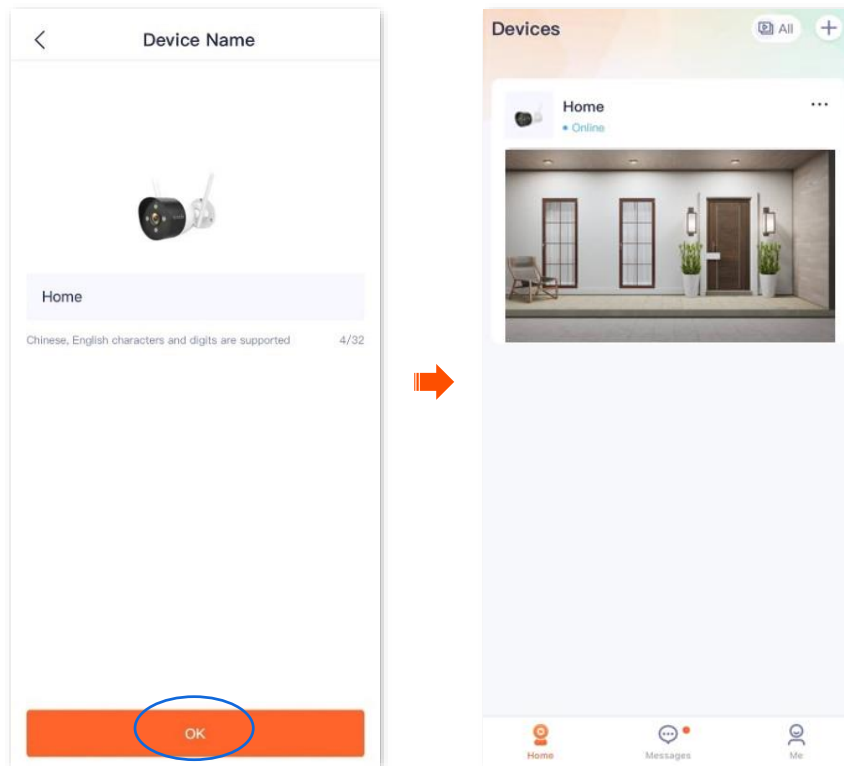 Device Name
Home
Chinese, English characters and digits are supported 4/32
OK
Devices
All
Home
Online
Home
Messages
Me